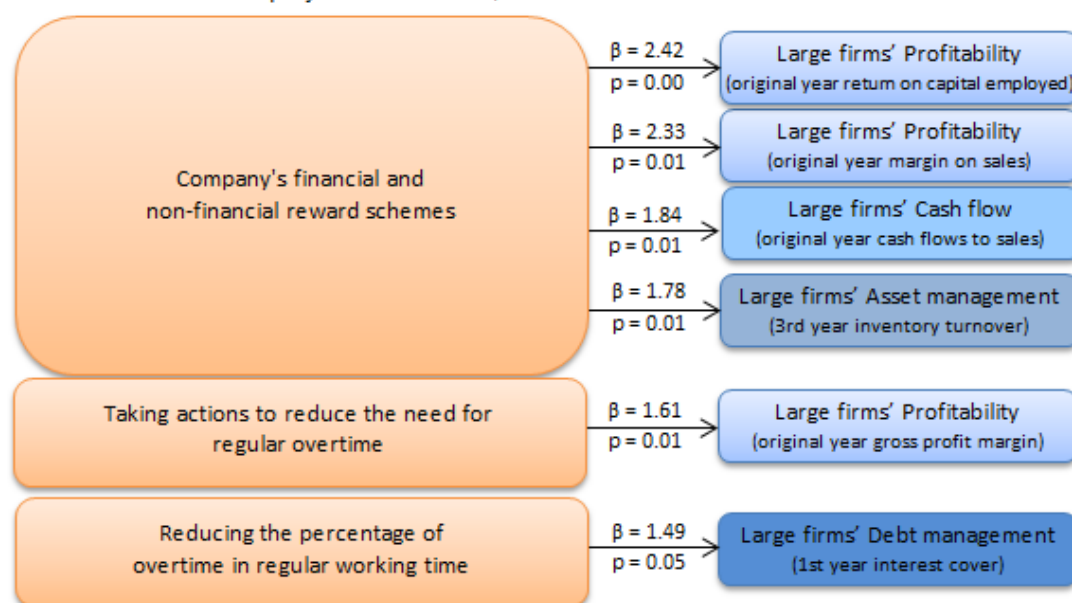 β = 2.42
p = 0.00
Large firms’ Profitability
(original year return on capital employed)
Company's financial and
non-financial reward schemes
β = 2.33
p = 0.01
Large firms’ Profitability
(original year margin on sales)
β = 1.84
p = 0.01
Large firms’ Cash flow
(original year cash flows to sales)
β = 1.78
p = 0.01
Large firms’ Asset management
(3rd year inventory turnover)
Taking actions to reduce the need for
regular overtime
β = 1.61
p = 0.01
Large firms’ Profitability
(original year gross profit margin)
Reducing the percentage of
overtime in regular working time
β = 1.49
p = 0.05
Large firms’ Debt management
(1st year interest cover)